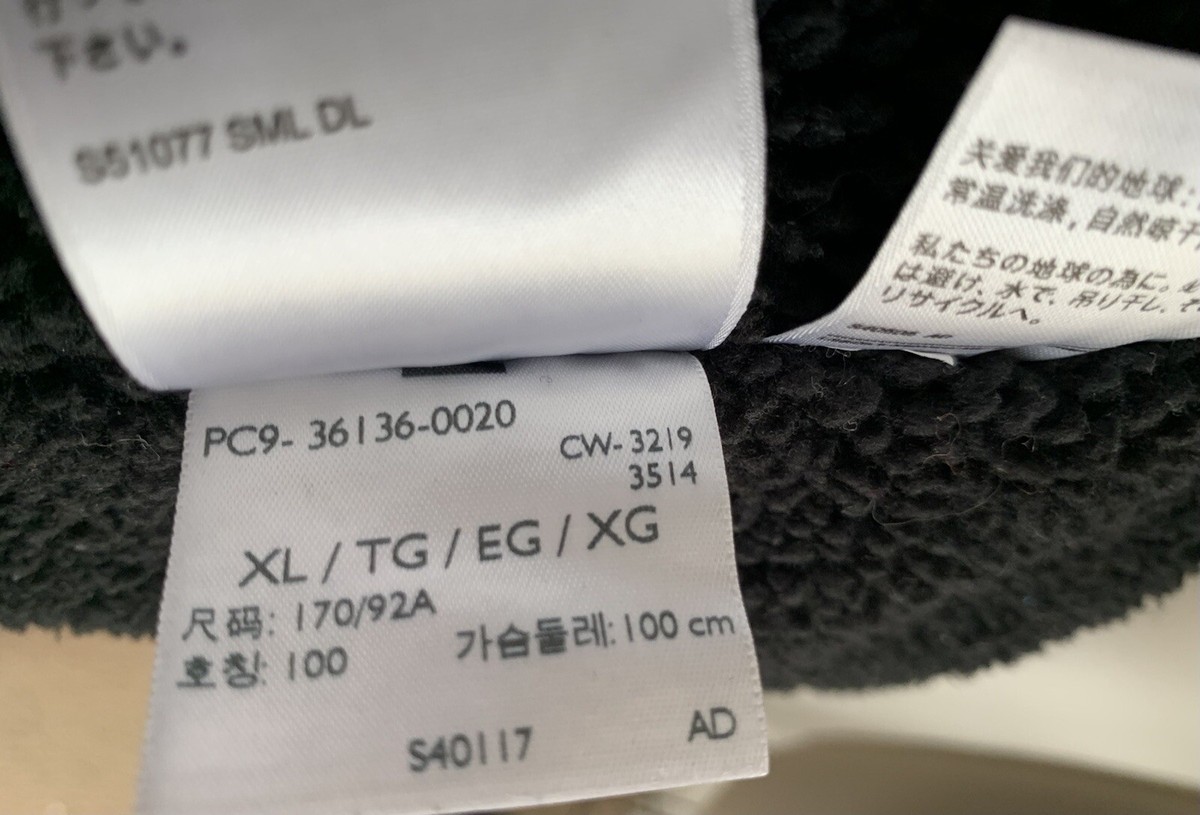 下さい。
S51077 SML DL
关爱我们的地球:
常温洗涤,自然晾干
私たちの地球の為に。必
は避け、水で、吊り干し、そ
リサイクルへ。
PC9- 36136-0020
CW- 3219
3514
XL / TG / EG / XG
尺码: 170/92A
가슴둘레: 100 cm
호칭: 100
S40117
AD